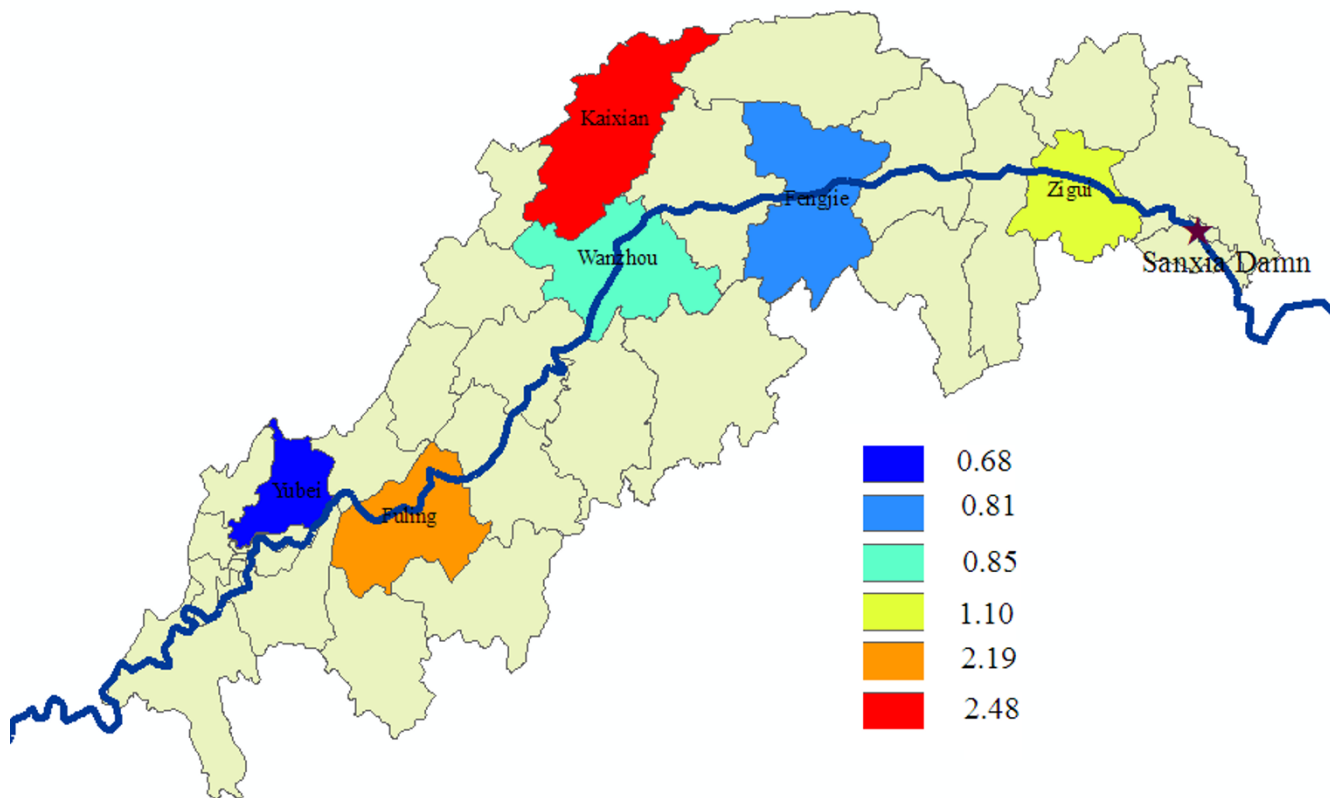 Kaixian
Fengjie
Zigui
Wanzhou
Sanxia Damn
Yubei
Fuling
0.68
0.81
0.85
1.10
2.19
2.48